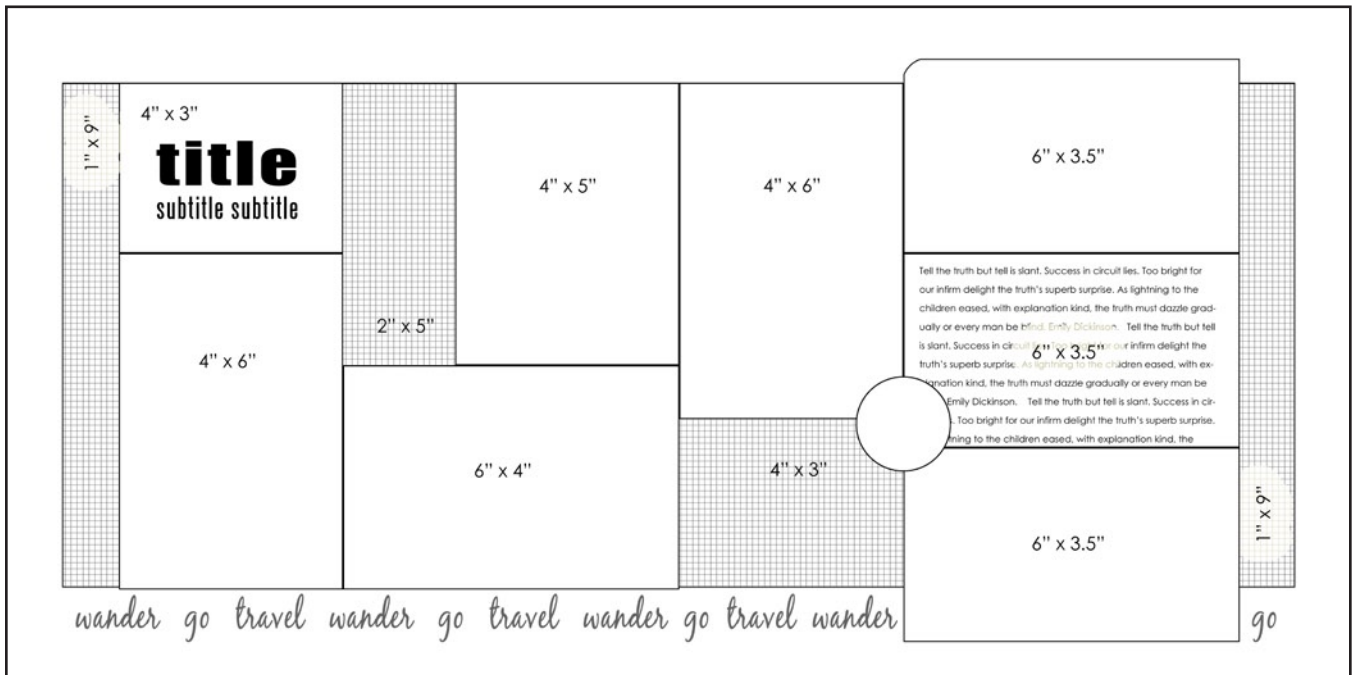 1” x 9”
4” x 3”
title
subtitle subtitle
4” x 6”
2” x 5”
4” x 5”
6” x 4”
4” x 6”
4” x 3”
6” x 3.5”
Tell the truth but tell is slant. Success in circuit lies. Too bright for
our infirm delight the truth’s superb surprise. As lightning to the
children eased, with explanation kind, the truth must dazzle grad-
ually or every man be blind. Emily Dickinson. Tell the truth but tell
is slant. Success in circuit lies. Too bright for our infirm delight the
truth’s superb surprise. As lightning to the children eased, with ex-
planation kind, the truth must dazzle gradually or every man be
Emily Dickinson. Tell the truth but tell is slant. Success in cir-
Too bright for our infirm delight the truth’s superb surprise.
to the children eased, with explanation kind, the
6” x 3.5”
6” x 3.5”
1” x 9”
wander go travel wander go travel wander go travel wander go